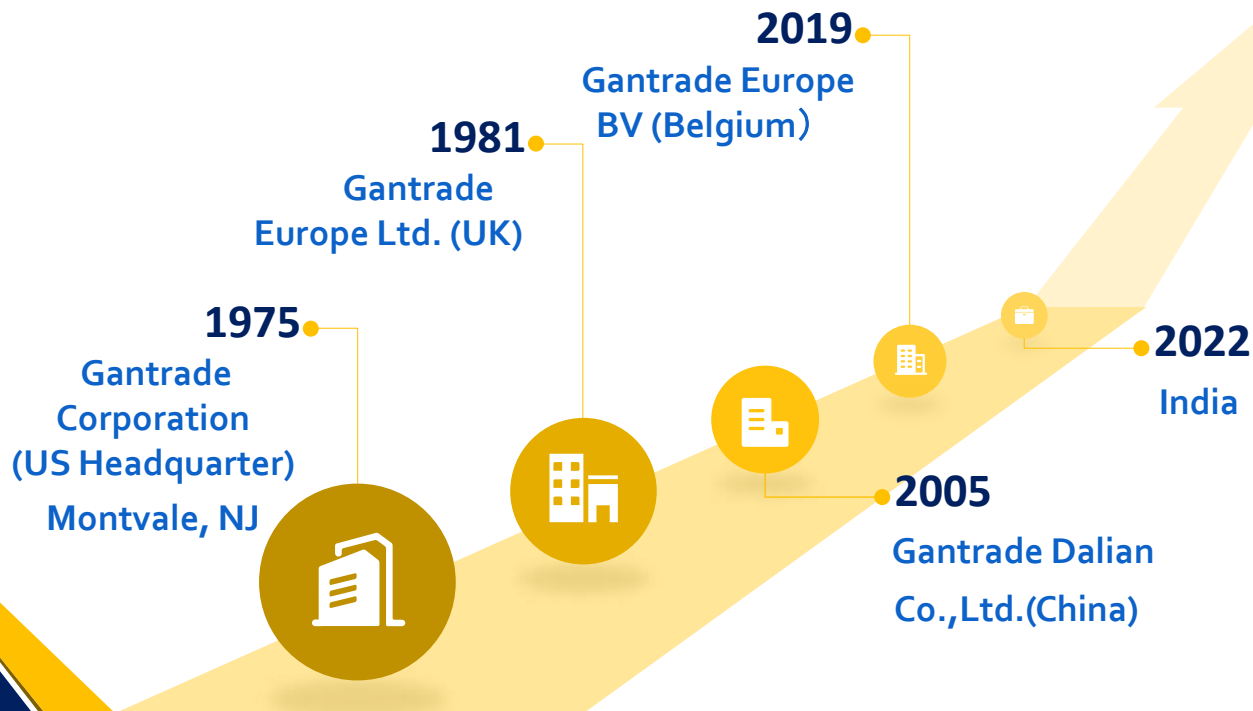 1975
Gantrade
Corporation
(US Headquarter)
Montvale, NJ
1981
Gantrade
Europe Ltd. (UK)
2005
Gantrade Dalian
Co.,Ltd.(China)
2019
Gantrade Europe
BV (Belgium）
2022
India